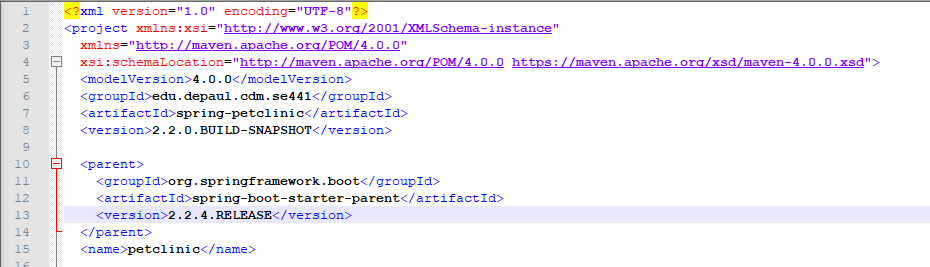 1 <?xml version="1.0" encoding="UTF-8"?>
2 <project xmlns:xsi="http://www.w3.org/2001/XMLSchema-instance"
3 xmlns="http://maven.apache.org/POM/4.0.0"
4 xsi:schemaLocation="http://maven.apache.org/POM/4.0.0 https://maven.apache.org/xsd/maven-4.0.0.xsd">
5 <modelVersion>4.0.0</modelVersion>
6 <groupId>edu.depaul.cdm.se441</groupId>
7 <artifactId>spring-petclinic</artifactId>
8 <version>2.2.0.BUILD-SNAPSHOT</version>
9
10 <parent>
11 <groupId>org.springframework.boot</groupId>
12 <artifactId>spring-boot-starter-parent</artifactId>
13 <version>2.2.4.RELEASE</version>
14 </parent>
15 <name>petclinic</name>
16